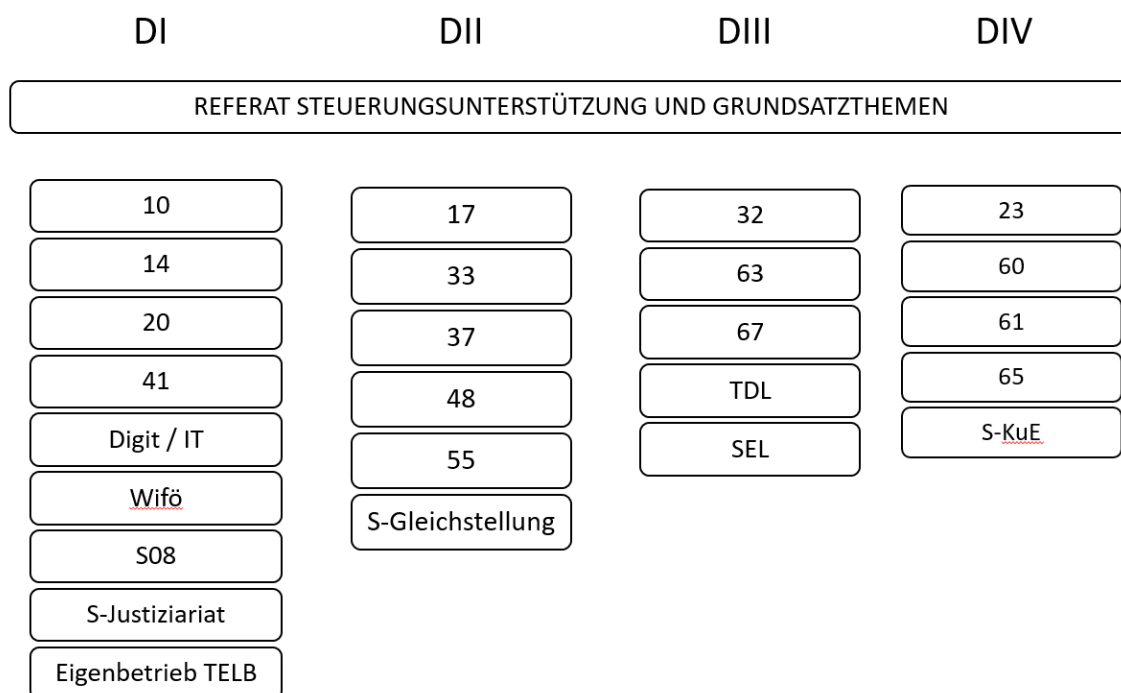 DI
DII
DIII
DIV
REFERAT STEUERUNGSUNTERSTÜTZUNG UND GRUNDSATZTHEMEN
10
14
20
41
Digit / IT
Wifö
S08
S-Justiziariat
Eigenbetrieb TELB
17
33
37
48
55
S-Gleichstellung
32
63
67
TDL
SEL
23
60
61
65
S-KuE